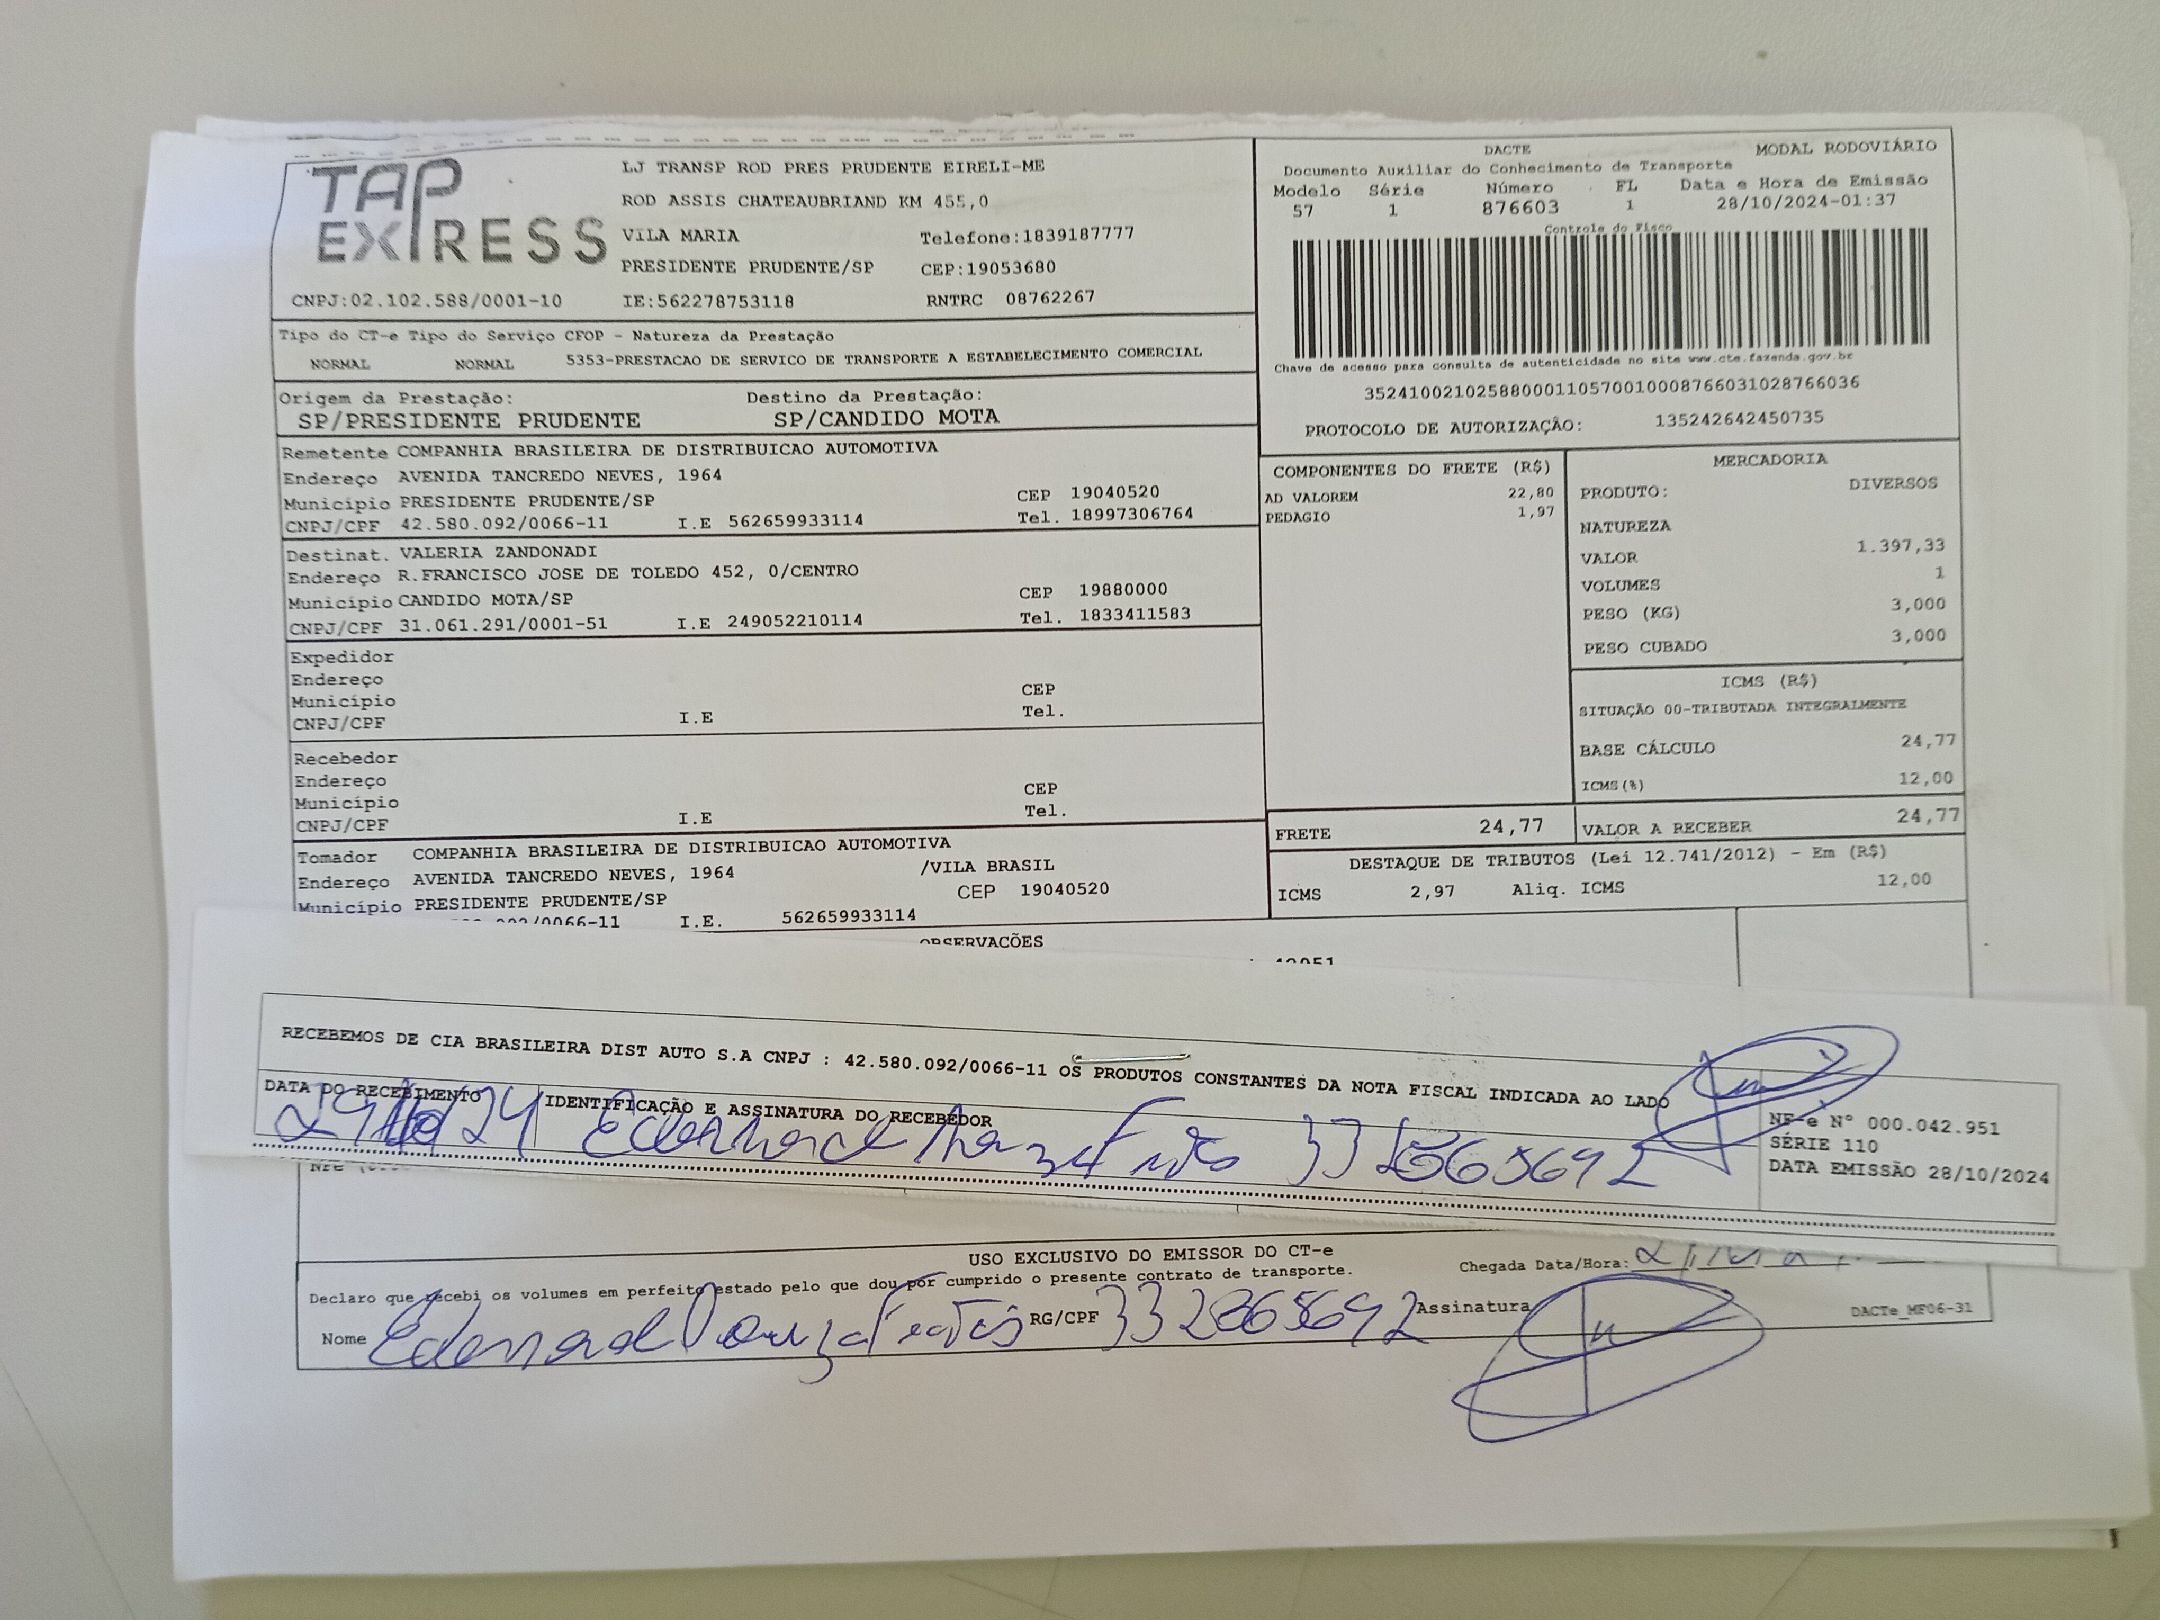 TAP EXPRESS
LJ TRANSP ROD PRES PRUDENTE EIRELI-ME
ROD ASSIS CHATEAUBRIAND KM 455,0
VILA MARIA Telefone:1839187777
PRESIDENTE PRUDENTE/SP CEP:19053680
CNPJ:02.102.588/0001-10 IE:562278753118 RNTRC 08762267
DACTE MODAL RODOVIÁRIO
Documento Auxiliar do Conhecimento de Transporte
Modelo Série Número FL Data e Hora de Emissão
57 1 876603 1 28/10/2024-01:37
Controle do Fisco
Chave de acesso para consulta de autenticidade no site www.cte.fazenda.gov.br
35241002102588000110570010008766031028766036
PROTOCOLO DE AUTORIZAÇÃO: 135242642450735
Tipo do CT-e Tipo do Serviço CFOP - Natureza da Prestação
NORMAL NORMAL 5353-PRESTACAO DE SERVICO DE TRANSPORTE A ESTABELECIMENTO COMERCIAL
Origem da Prestação: Destino da Prestação:
SP/PRESIDENTE PRUDENTE SP/CANDIDO MOTA
Remetente COMPANHIA BRASILEIRA DE DISTRIBUICAO AUTOMOTIVA
Endereço AVENIDA TANCREDO NEVES, 1964
Município PRESIDENTE PRUDENTE/SP CEP 19040520
CNPJ/CPF 42.580.092/0066-11 I.E 562659933114 Tel. 18997306764
Destinat. VALERIA ZANDONADI
Endereço R.FRANCISCO JOSE DE TOLEDO 452, 0/CENTRO
Município CANDIDO MOTA/SP CEP 19880000
CNPJ/CPF 31.061.291/0001-51 I.E 249052210114 Tel. 1833411583
Expedidor
Endereço
Município CEP
CNPJ/CPF I.E Tel.
Recebedor
Endereço
Município CEP
CNPJ/CPF I.E Tel.
Tomador COMPANHIA BRASILEIRA DE DISTRIBUICAO AUTOMOTIVA
Endereço AVENIDA TANCREDO NEVES, 1964 /VILA BRASIL
Município PRESIDENTE PRUDENTE/SP CEP 19040520
092/0066-11 I.E. 562659933114
COMPONENTES DO FRETE (R$)
AD VALOREM 22,80
PEDAGIO 1,97
MERCADORIA
PRODUTO: DIVERSOS
NATUREZA
VALOR 1.397,33
VOLUMES 1
PESO (KG) 3,000
PESO CUBADO 3,000
ICMS (R$)
SITUAÇÃO 00-TRIBUTADA INTEGRALMENTE
BASE CÁLCULO 24,77
ICMS(%) 12,00
FRETE 24,77 VALOR A RECEBER 24,77
DESTAQUE DE TRIBUTOS (Lei 12.741/2012) - Em (R$)
ICMS 2,97 Aliq. ICMS 12,00
OBSERVACÕES
RECEBEMOS DE CIA BRASILEIRA DIST AUTO S.A CNPJ : 42.580.092/0066-11 OS PRODUTOS CONSTANTES DA NOTA FISCAL INDICADA AO LADO
DATA DO RECEBIMENTO IDENTIFICAÇÃO E ASSINATURA DO RECEBEDOR
29/10/24
NF-e N° 000.042.951
SÉRIE 110
DATA EMISSÃO 28/10/2024
USO EXCLUSIVO DO EMISSOR DO CT-e
Declaro que recebi os volumes em perfeito estado pelo que dou por cumprido o presente contrato de transporte. Chegada Data/Hora:
Nome RG/CPF 332865692 Assinatura DACTe_MF06-31